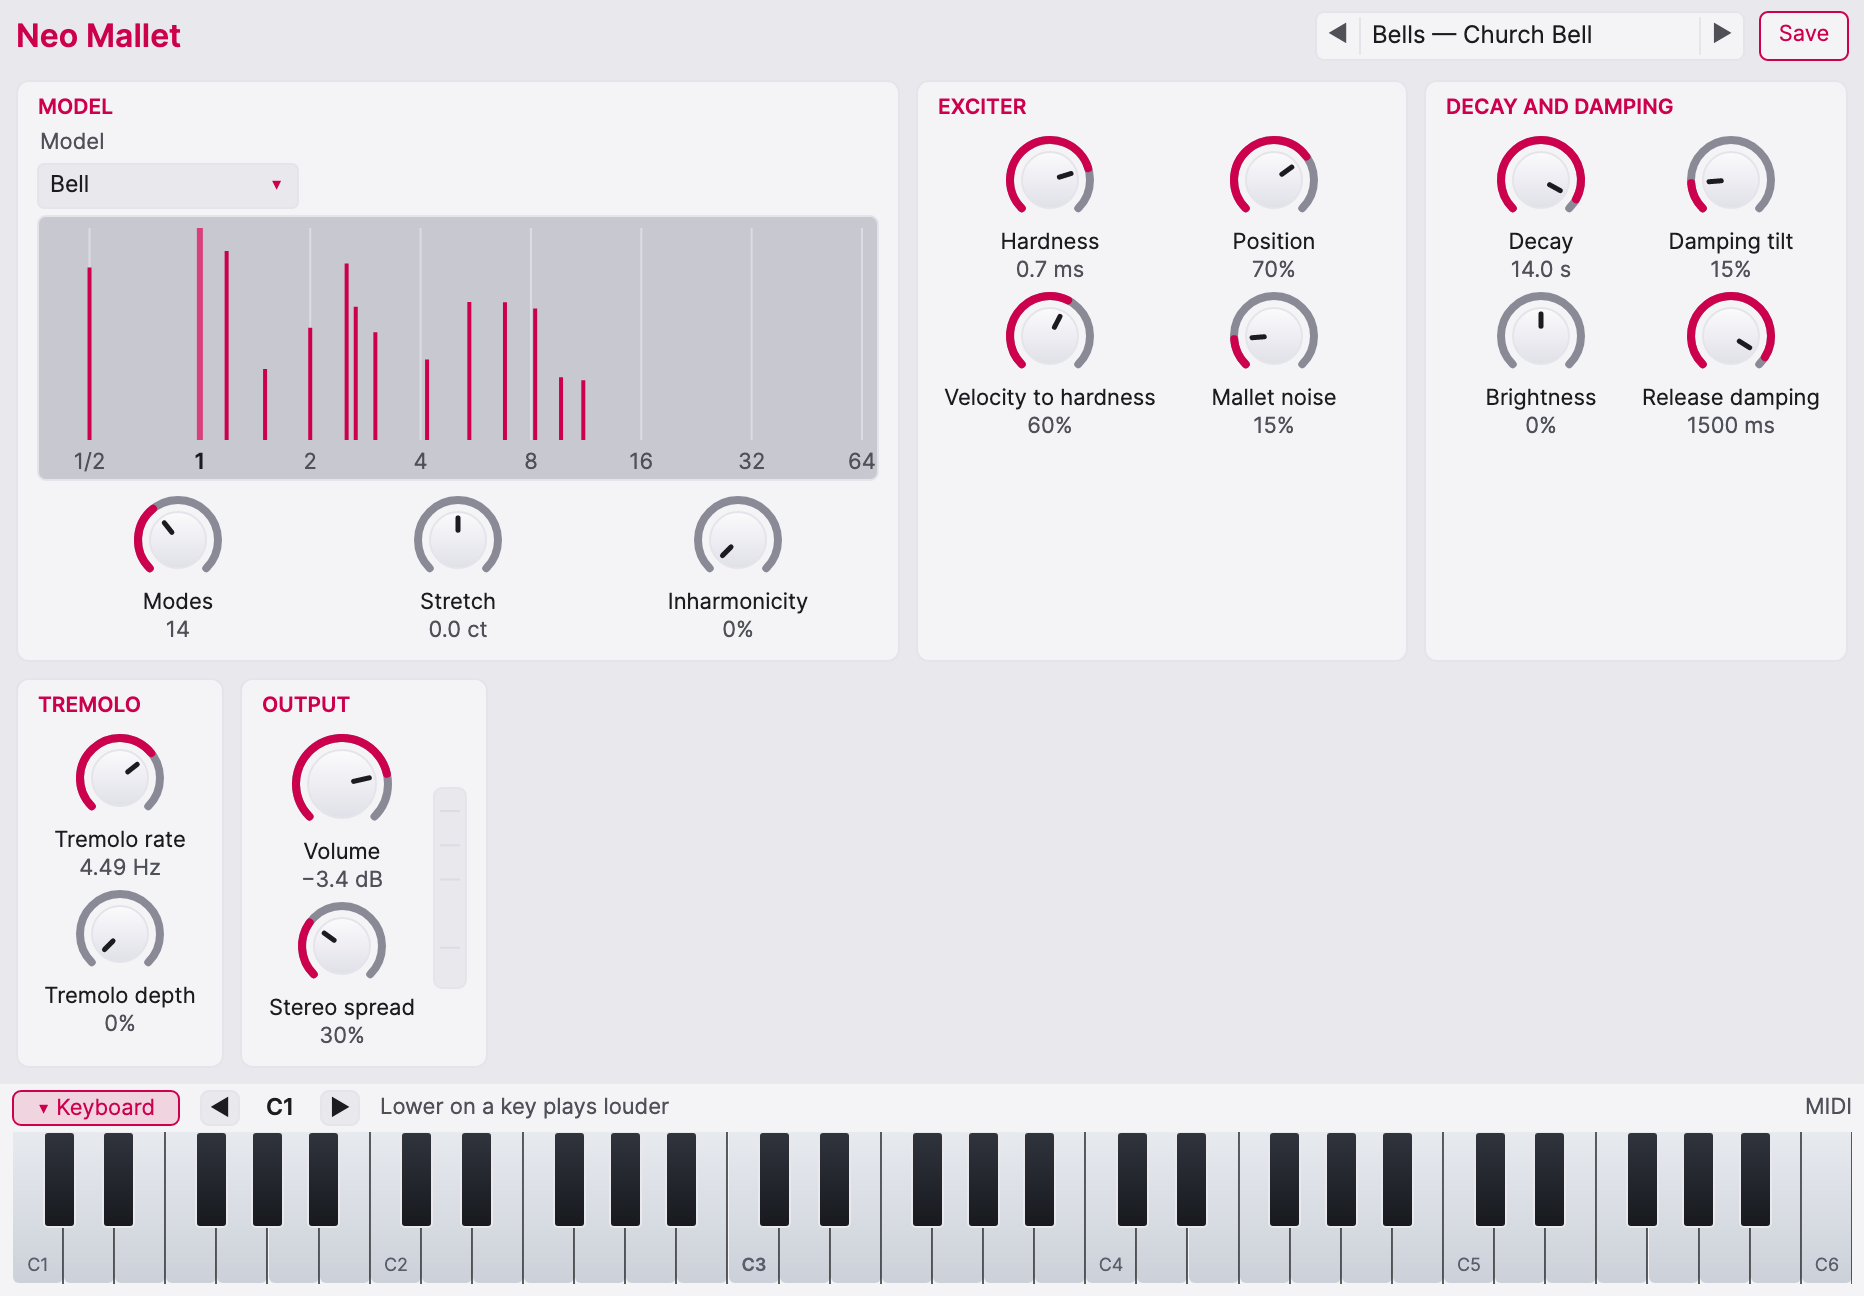 Neo Mallet
Bells — Church Bell
Save
MODEL
Model
Bell
1/2 1 2 4 8 16 32 64
Modes
14
Stretch
0.0 ct
Inharmonicity
0%
EXCITER
Hardness
0.7 ms
Position
70%
Velocity to hardness
60%
Mallet noise
15%
DECAY AND DAMPING
Decay
14.0 s
Damping tilt
15%
Brightness
0%
Release damping
1500 ms
TREMOLO
Tremolo rate
4.49 Hz
Tremolo depth
0%
OUTPUT
Volume
−3.4 dB
Stereo spread
30%
Keyboard
C1
Lower on a key plays louder
MIDI
C1 C2 C3 C4 C5 C6